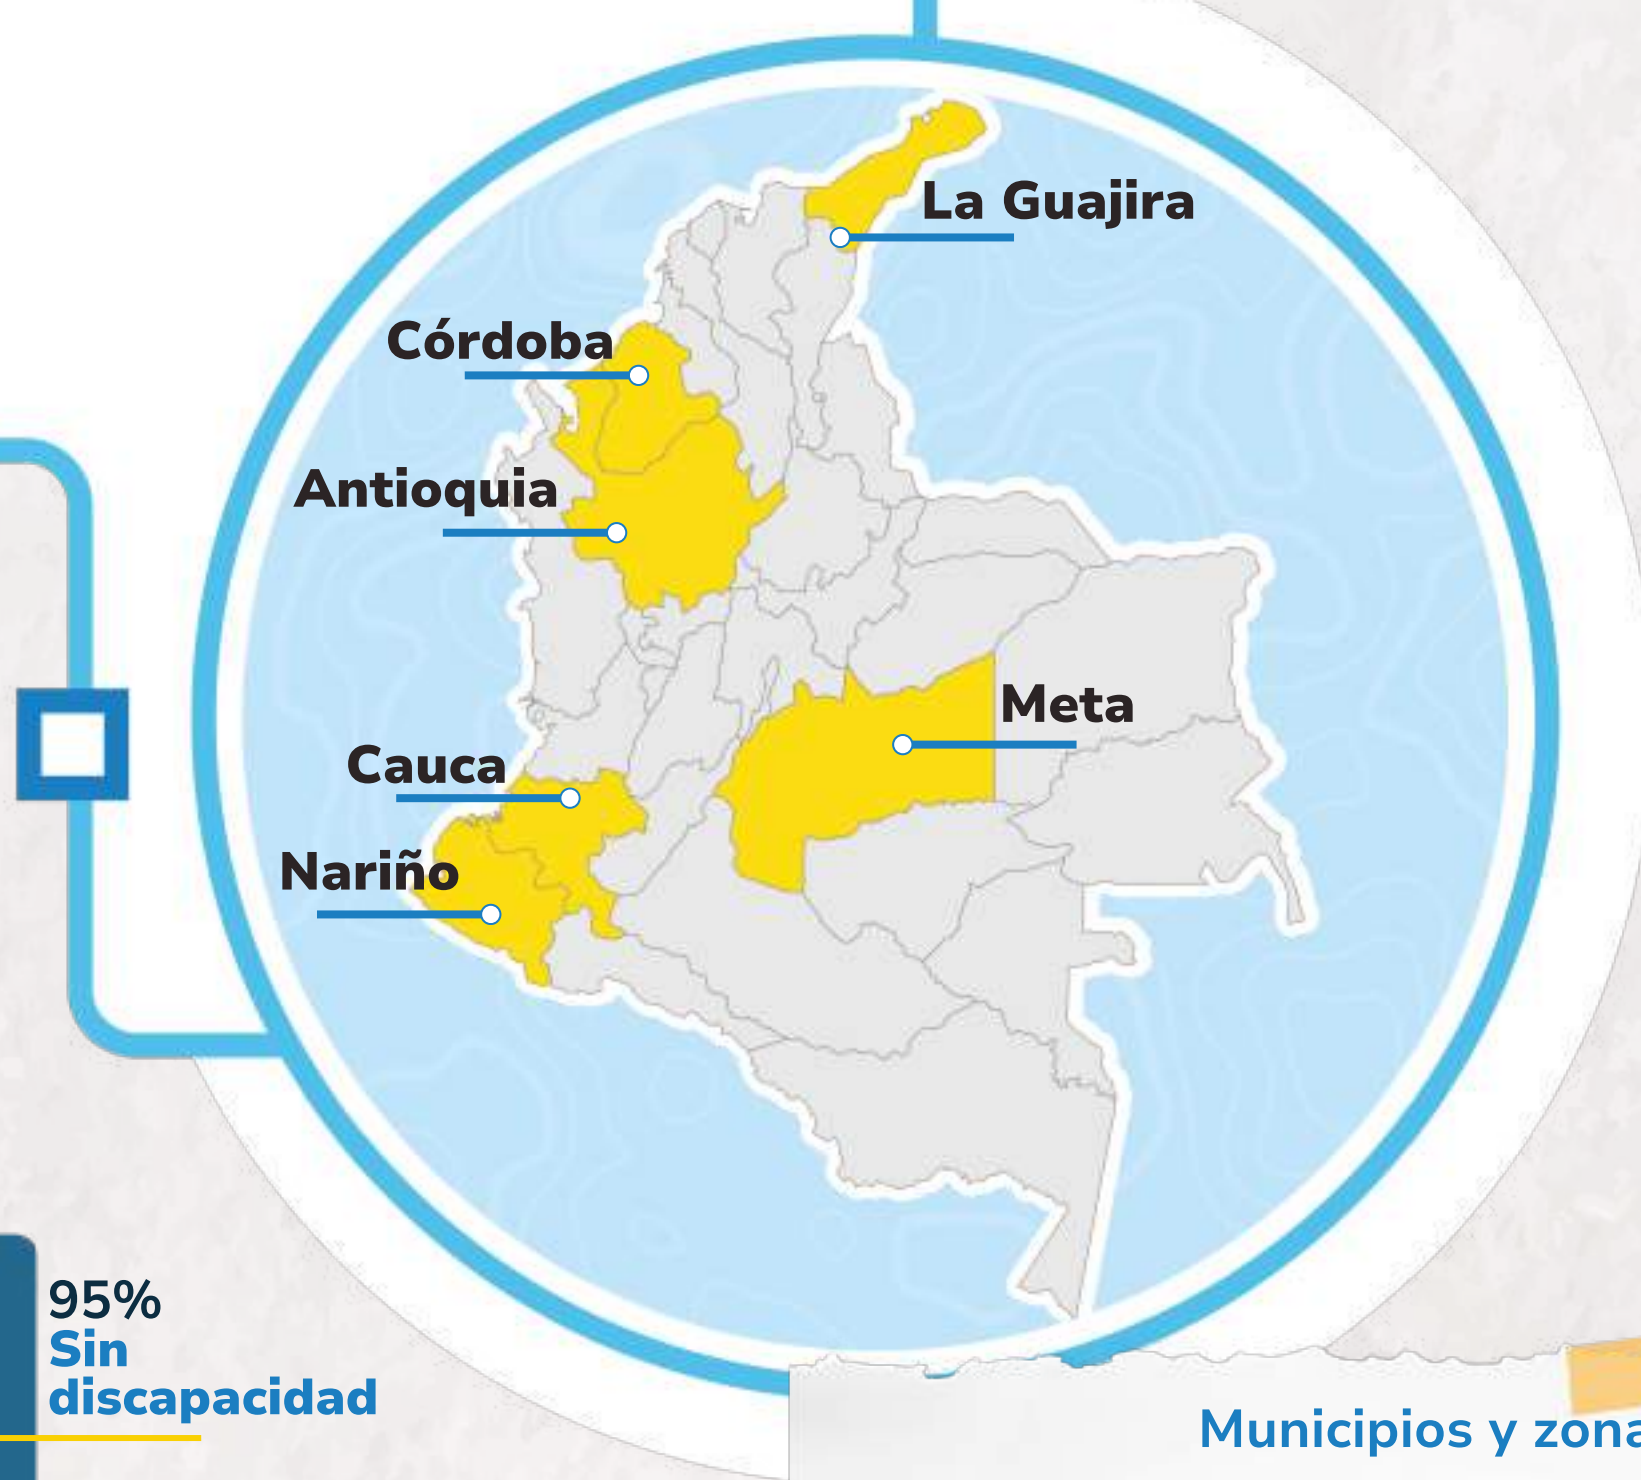 La Guajira
Córdoba
Antioquia
Meta
Cauca
Nariño
95%
Sin
discapacidad
Municipios y zona